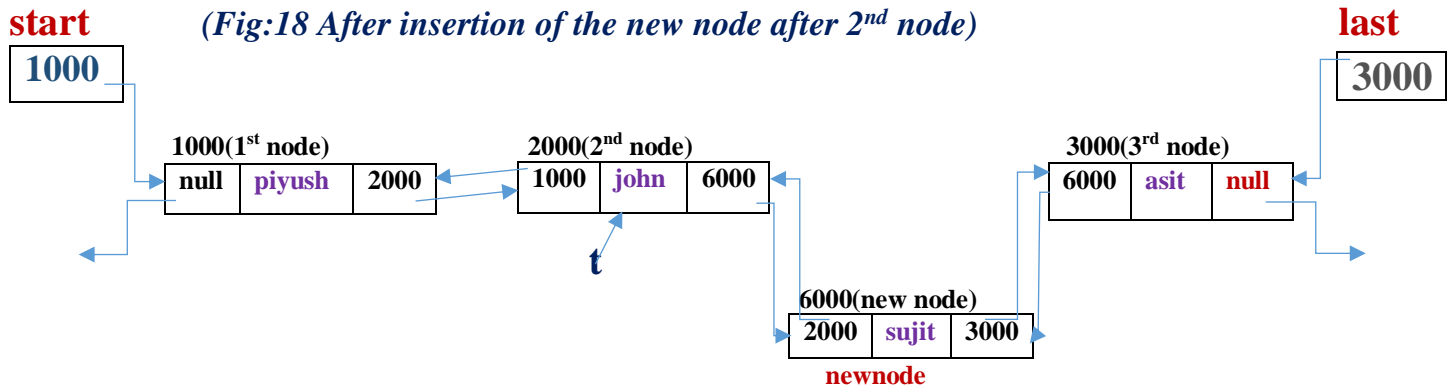 start (Fig:18 After insertion of the new node after 2nd node) last
1000 3000
1000(1st node) 2000(2nd node) 3000(3rd node)
null piyush 2000 1000 john 6000 6000 asit null
t
6000(new node)
2000 sujit 3000
newnode